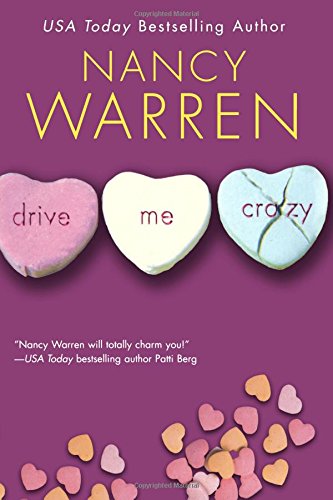 USA Today Bestselling Author
NANCY
WARREN
drive me crazy
"Nancy Warren will totally charm you!"
—USA Today bestselling author Patti Berg